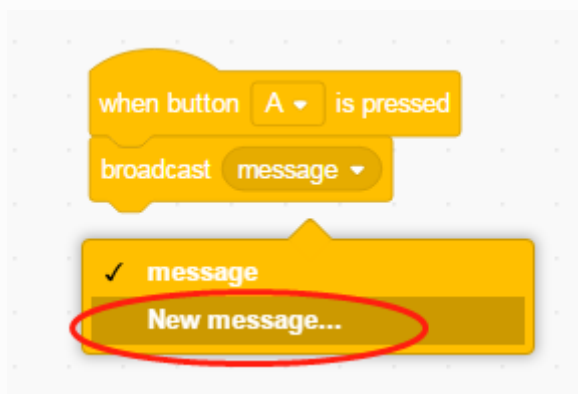 when button A is pressed
broadcast message
✓ message
New message...